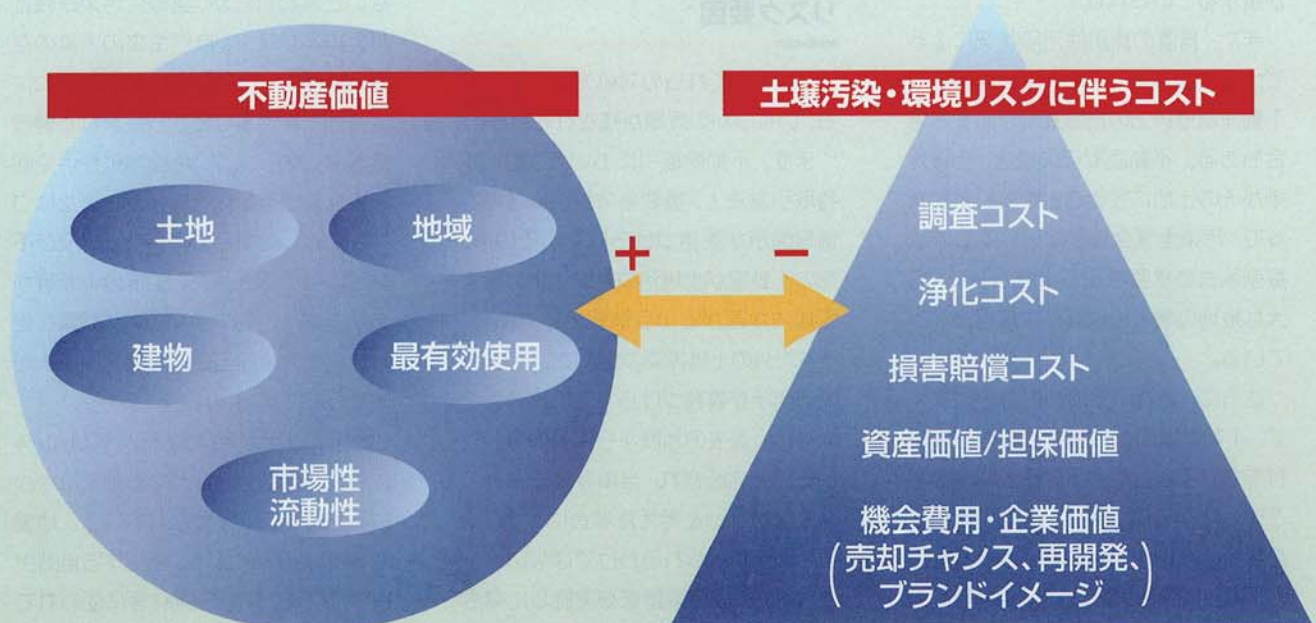 不動産価値
土地
地域
建物
最有効使用
市場性
流動性
+
−
土壌汚染・環境リスクに伴うコスト
調査コスト
浄化コスト
損害賠償コスト
資産価値/担保価値
機会費用・企業価値
(売却チャンス、再開発、
ブランドイメージ)